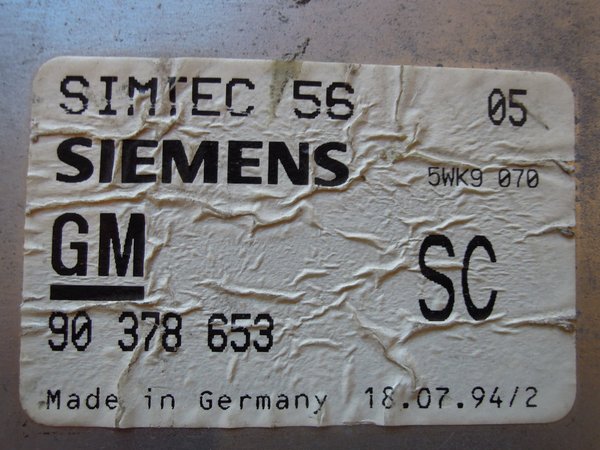 SIMTEC 56 05
SIEMENS 5WK9 070
GM SC
90 378 653
Made in Germany 18.07.94/2